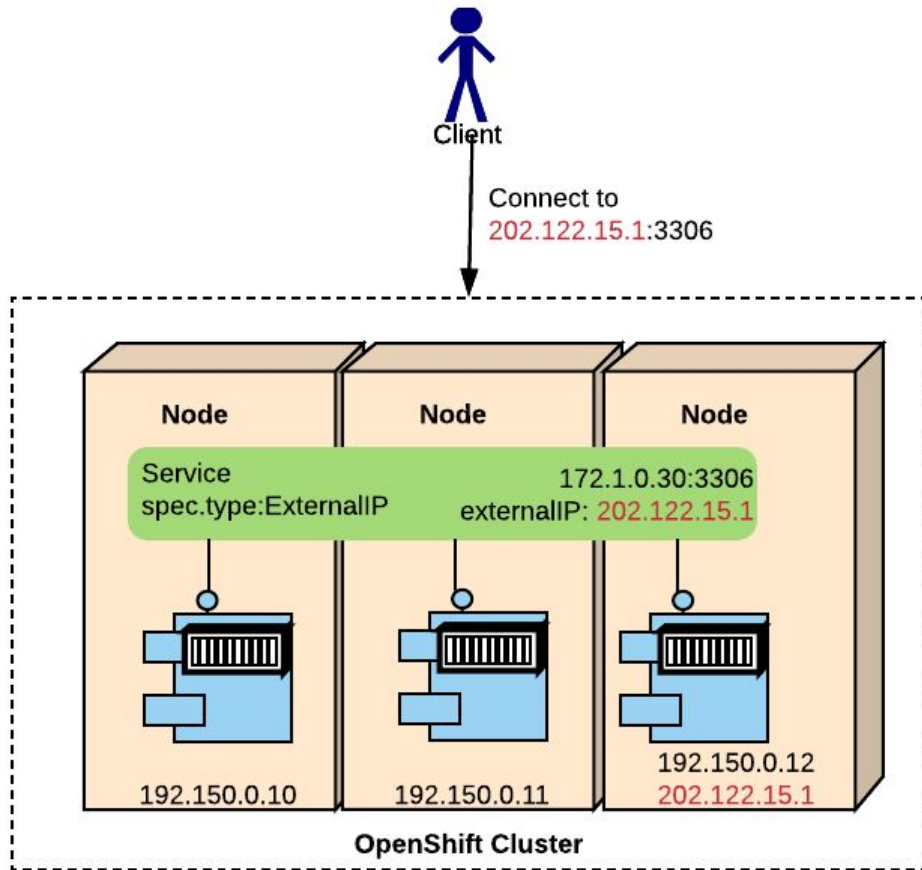 Client
Connect to
202.122.15.1:3306
Node
Node
Node
Service
spec.type:ExternalIP
172.1.0.30:3306
externalIP: 202.122.15.1
192.150.0.10
192.150.0.11
192.150.0.12
202.122.15.1
OpenShift Cluster